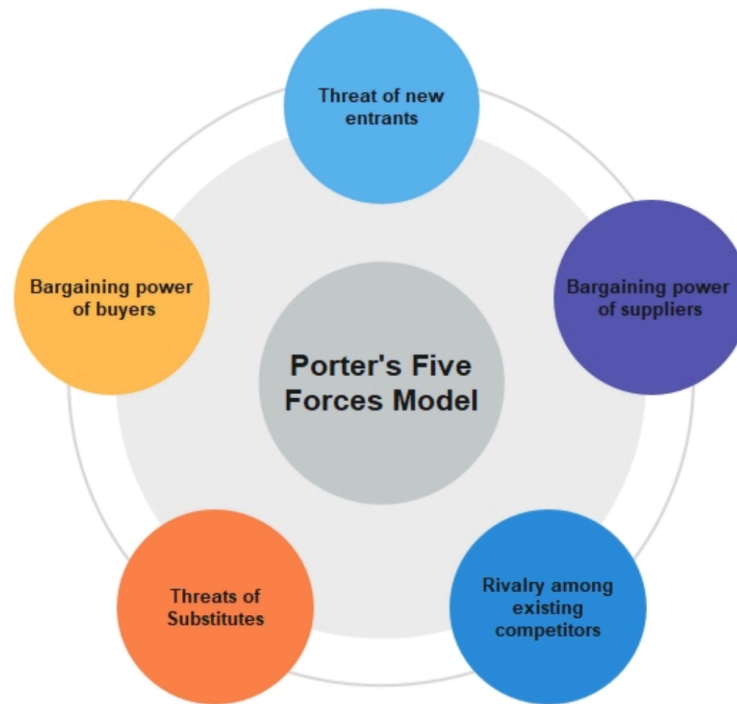 Threat of new
entrants
Bargaining power
of buyers
Bargaining power
of suppliers
Porter's Five
Forces Model
Threats of
Substitutes
Rivalry among
existing
competitors